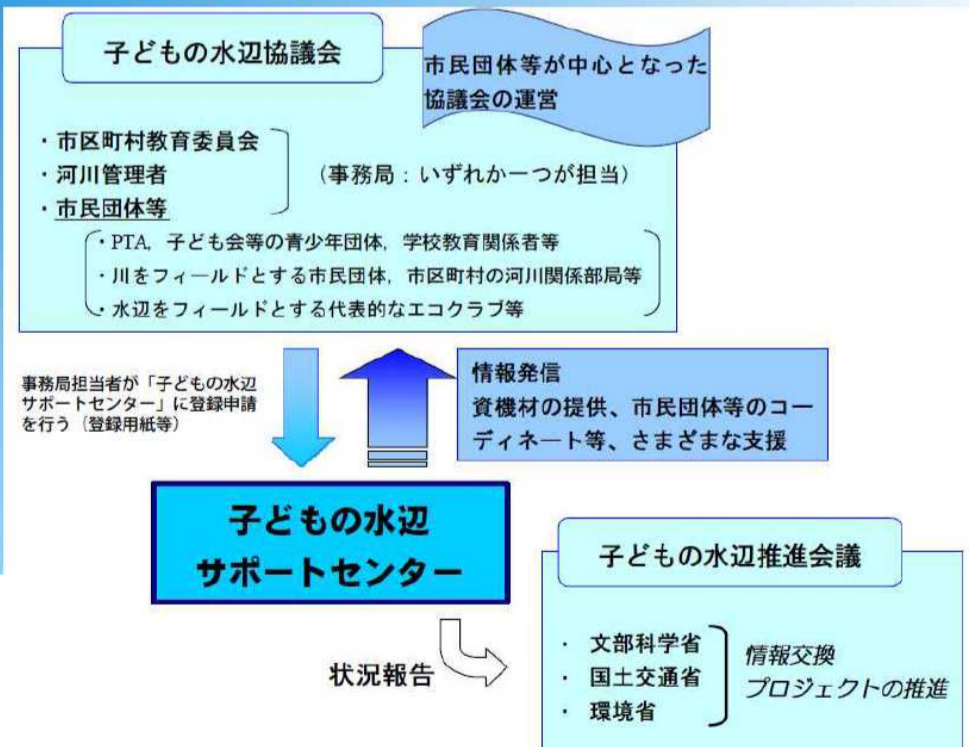 子どもの水辺協議会
市民団体等が中心となった
協議会の運営
・市区町村教育委員会
・河川管理者
・市民団体等
（事務局：いずれか一つが担当）
・PTA，子ども会等の青少年団体，学校教育関係者等
・川をフィールドとする市民団体，市区町村の河川関係部局等
・水辺をフィールドとする代表的なエコクラブ等
事務局担当者が「子どもの水辺
サポートセンター」に登録申請
を行う（登録用紙等）
情報発信
資機材の提供、市民団体等のコー
ディネート等、さまざまな支援
子どもの水辺
サポートセンター
子どもの水辺推進会議
状況報告
・ 文部科学省
・ 国土交通省
・ 環境省
情報交換
プロジェクトの推進